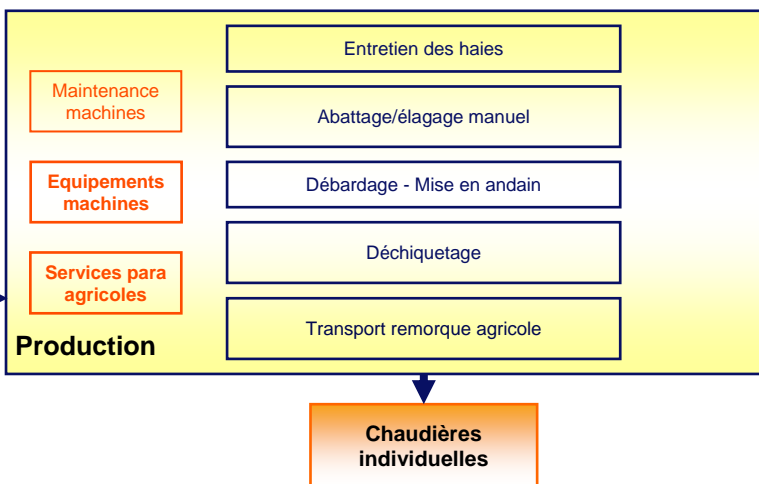 Entretien des haies
Maintenance
machines
Abattage/élagage manuel
Equipements
machines
Débardage - Mise en andain
Services para
agricoles
Déchiquetage
Transport remorque agricole
Production
Chaudières
individuelles